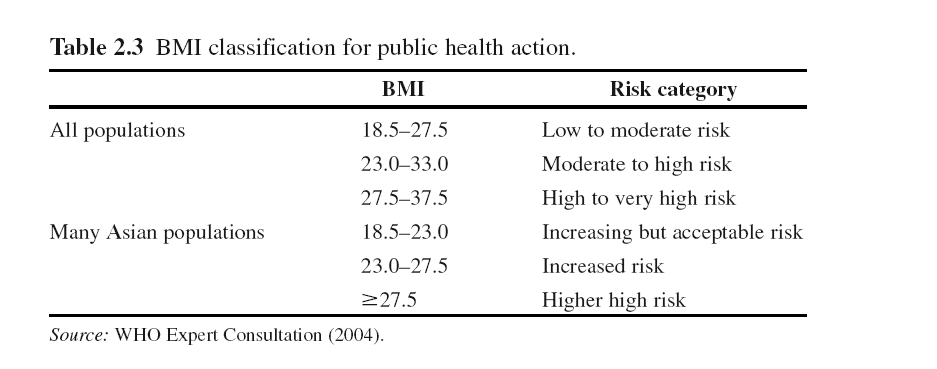 Table 2.3 BMI classification for public health action.
BMI Risk category
All populations 18.5–27.5 Low to moderate risk
23.0–33.0 Moderate to high risk
27.5–37.5 High to very high risk
Many Asian populations 18.5–23.0 Increasing but acceptable risk
23.0–27.5 Increased risk
≥27.5 Higher high risk
Source: WHO Expert Consultation (2004).